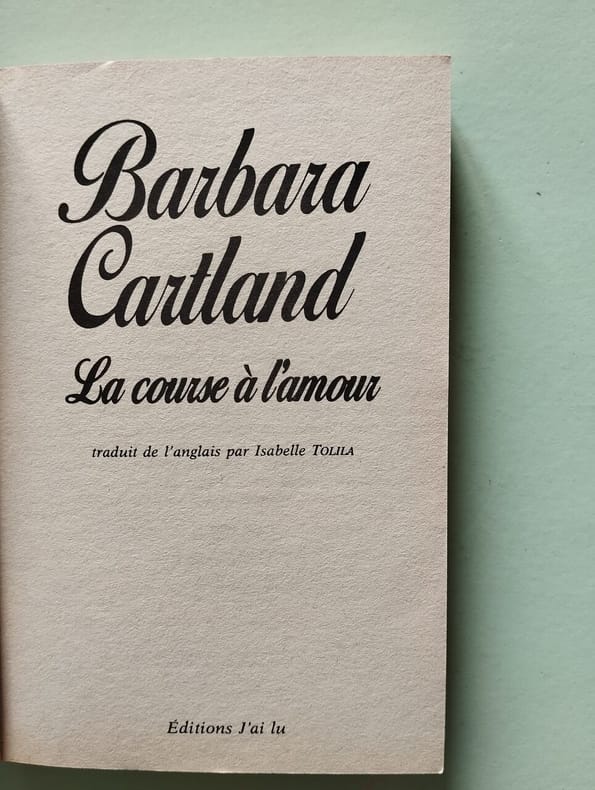 Barbara
Cartland
La course à l'amour
traduit de l'anglais par Isabelle TOLILA
Éditions J'ai lu